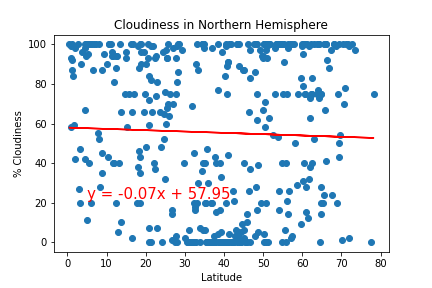 Cloudiness in Northern Hemisphere
% Cloudiness
100
80
60
40
20
0
y = -0.07x + 57.95
0 10 20 30 40 50 60 70 80
Latitude